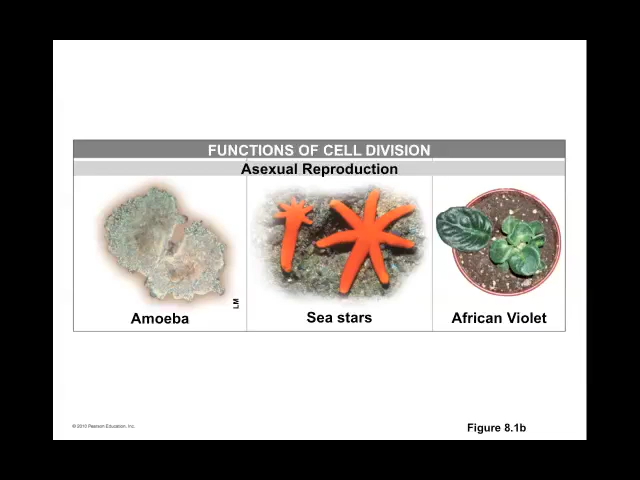 FUNCTIONS OF CELL DIVISION
Asexual Reproduction
LM
Amoeba
Sea stars
African Violet
© 2010 Pearson Education, Inc.
Figure 8.1b